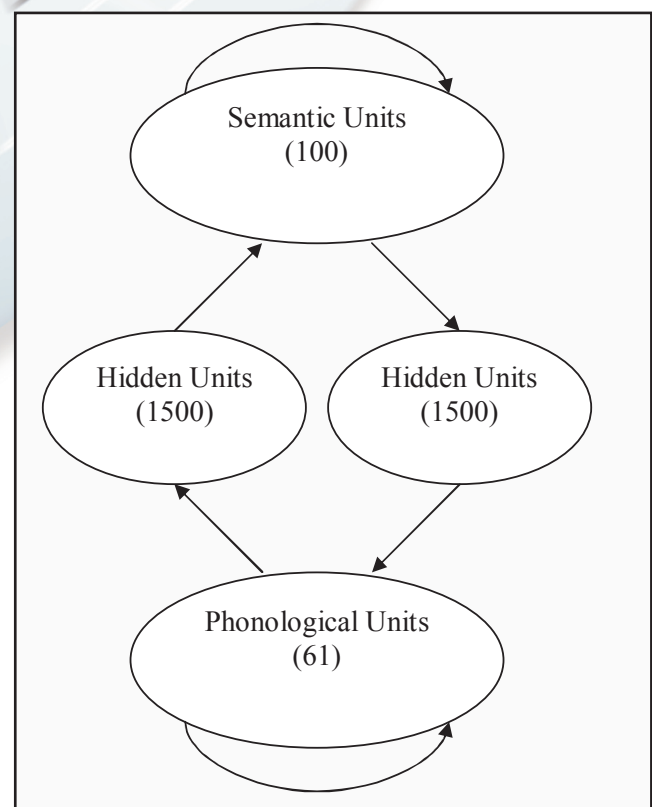 Semantic Units
(100)
Hidden Units
(1500)
Hidden Units
(1500)
Phonological Units
(61)